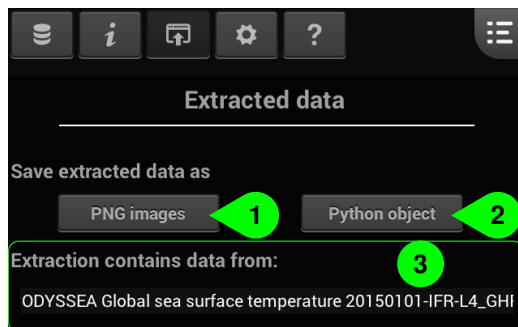 i ?
Extracted data
Save extracted data as
PNG images 1 Python object 2
3
Extraction contains data from:
ODYSSEA Global sea surface temperature 20150101-IFR-L4_GHR